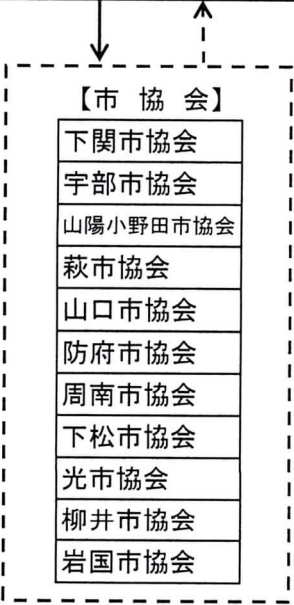 【市 協 会】
下関市協会
宇部市協会
山陽小野田市協会
萩市協会
山口市協会
防府市協会
周南市協会
下松市協会
光市協会
柳井市協会
岩国市協会